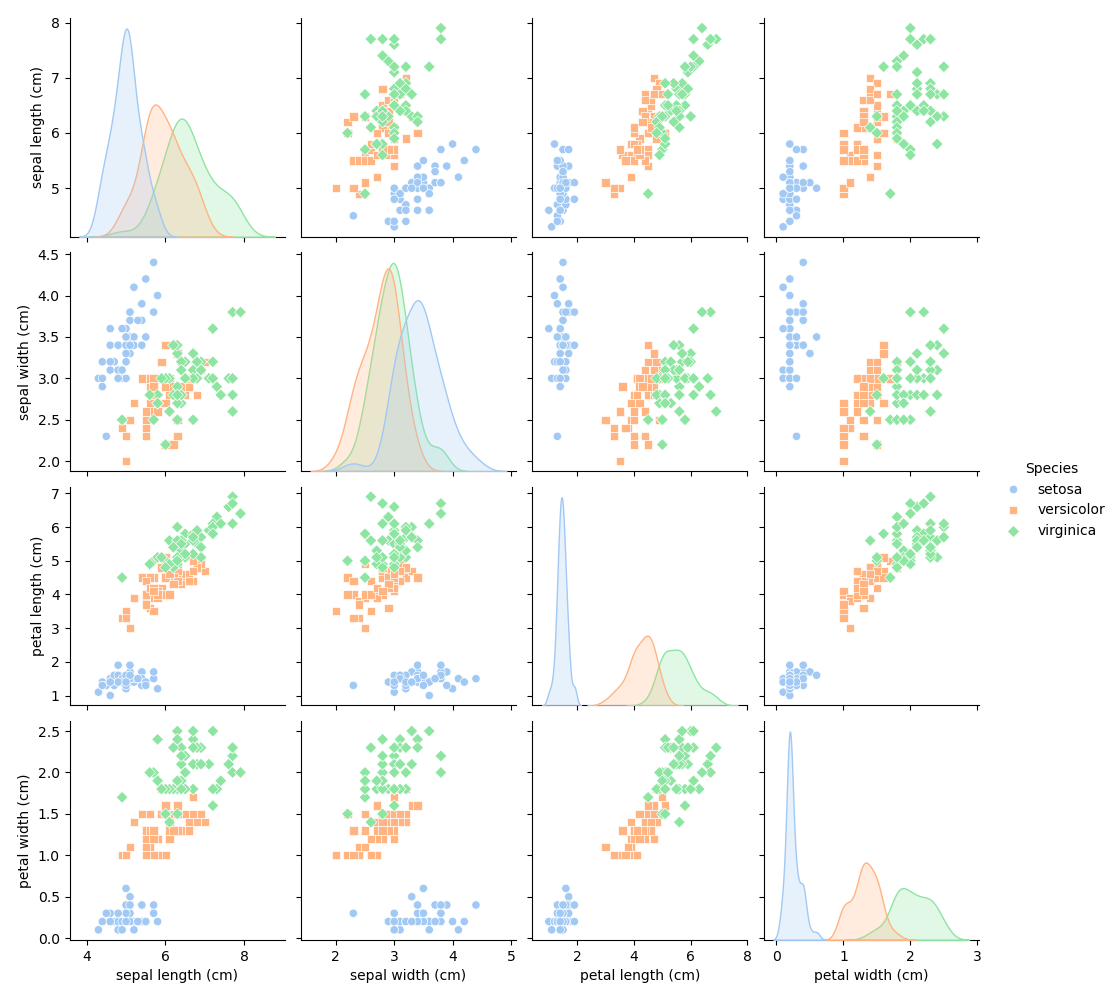 8
7
6
5
sepal length (cm)
4.5
4.0
3.5
3.0
2.5
2.0
sepal width (cm)
Species
setosa
versicolor
virginica
7
6
5
4
3
2
1
petal length (cm)
2.5
2.0
1.5
1.0
0.5
0.0
petal width (cm)
4 6 8
2 3 4 5
2 4 6 8
0 1 2 3
sepal length (cm)
sepal width (cm)
petal length (cm)
petal width (cm)